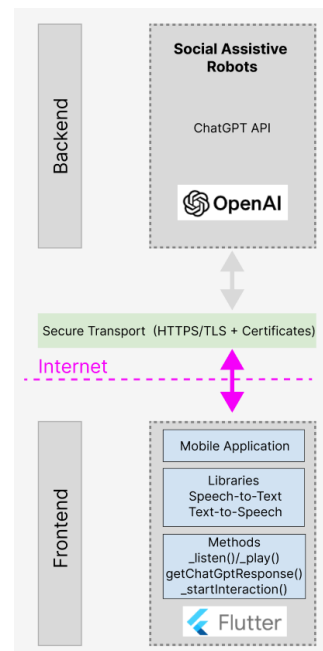 Backend
Social Assistive
Robots
ChatGPT API
OpenAI
Secure Transport (HTTPS/TLS + Certificates)
Internet
Frontend
Mobile Application
Libraries
Speech-to-Text
Text-to-Speech
Methods
_listen()/_play()
getChatGptResponse()
_startInteraction()
Flutter